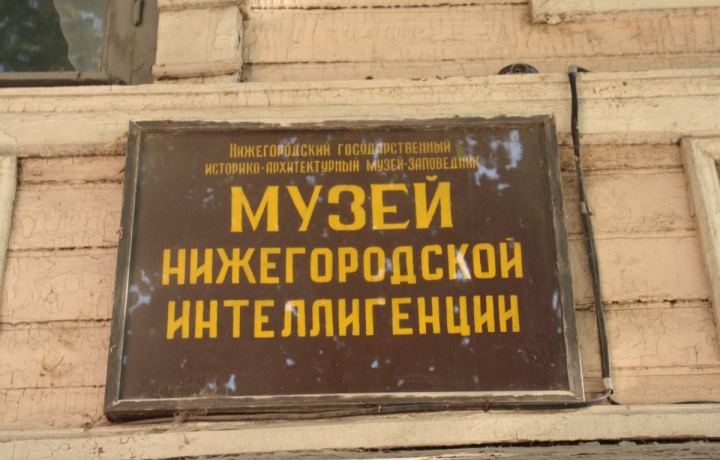 Нижегородский государственный
историко-архитектурный музей-заповедник
МУЗЕЙ
НИЖЕГОРОДСКОЙ
ИНТЕЛЛИГЕНЦИИ